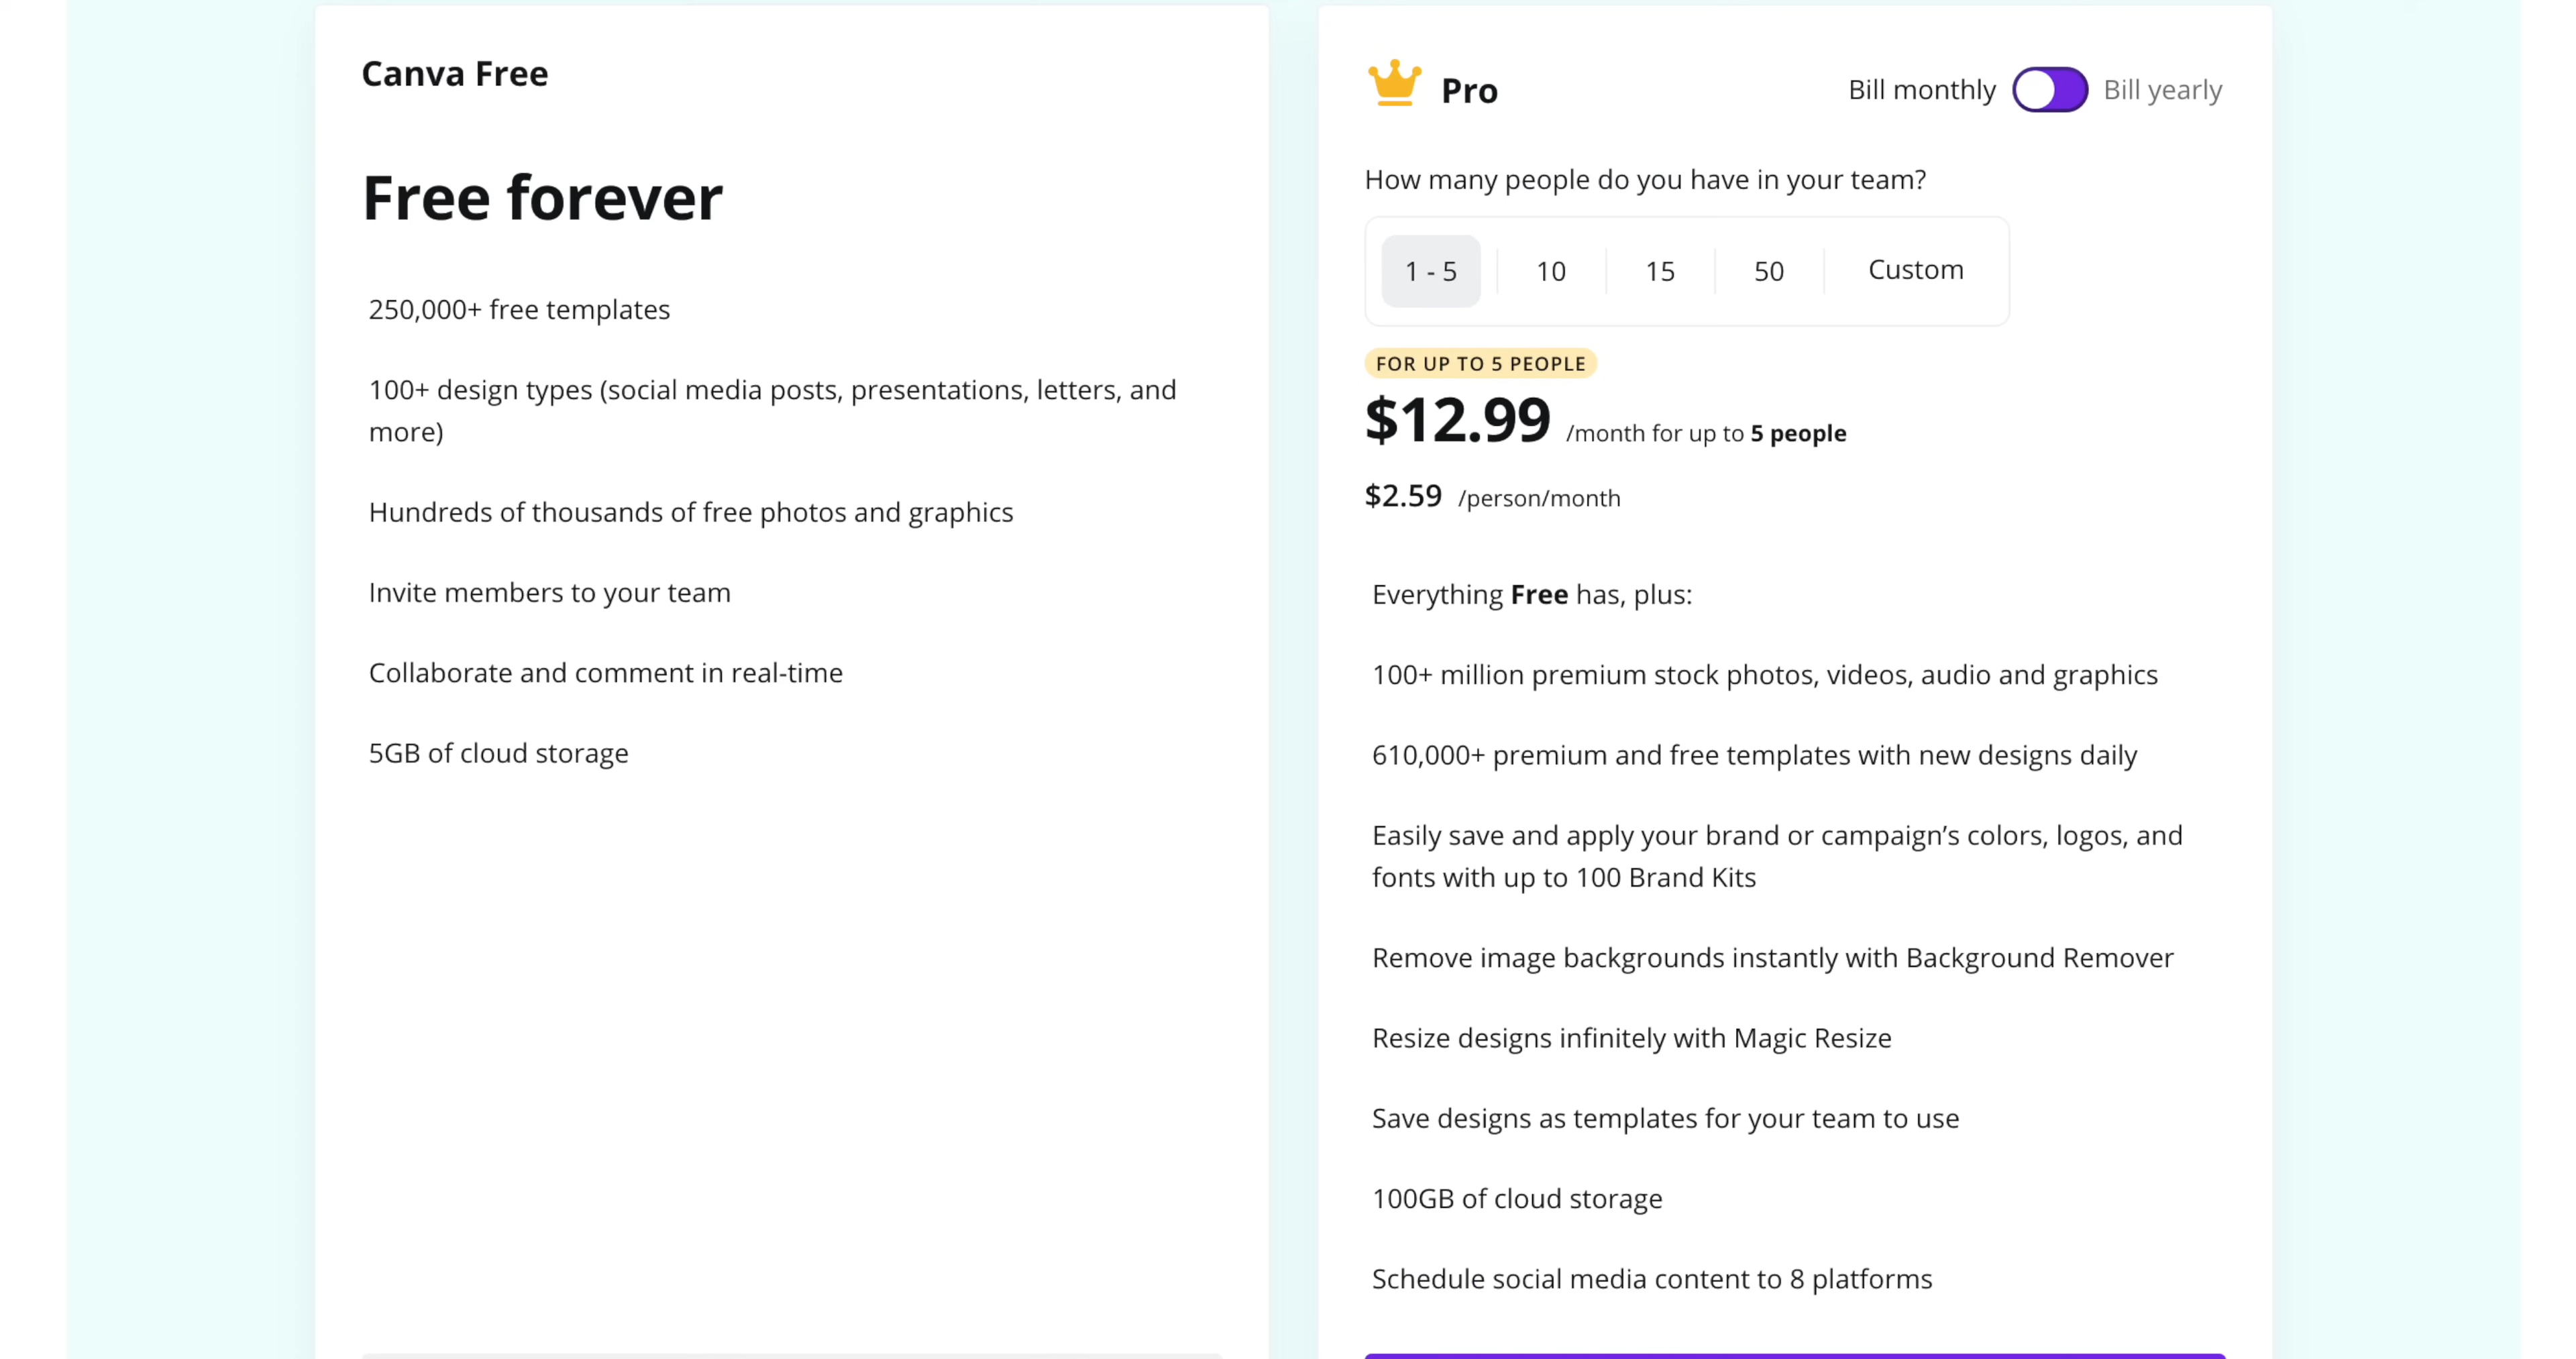 Canva Free
Free forever
250,000+ free templates
100+ design types (social media posts, presentations, letters, and
more)
Hundreds of thousands of free photos and graphics
Invite members to your team
Collaborate and comment in real-time
5GB of cloud storage
Pro
Bill monthly Bill yearly
How many people do you have in your team?
1 - 5 10 15 50 Custom
FOR UP TO 5 PEOPLE
$12.99 /month for up to 5 people
$2.59 /person/month
Everything Free has, plus:
100+ million premium stock photos, videos, audio and graphics
610,000+ premium and free templates with new designs daily
Easily save and apply your brand or campaign’s colors, logos, and
fonts with up to 100 Brand Kits
Remove image backgrounds instantly with Background Remover
Resize designs infinitely with Magic Resize
Save designs as templates for your team to use
100GB of cloud storage
Schedule social media content to 8 platforms